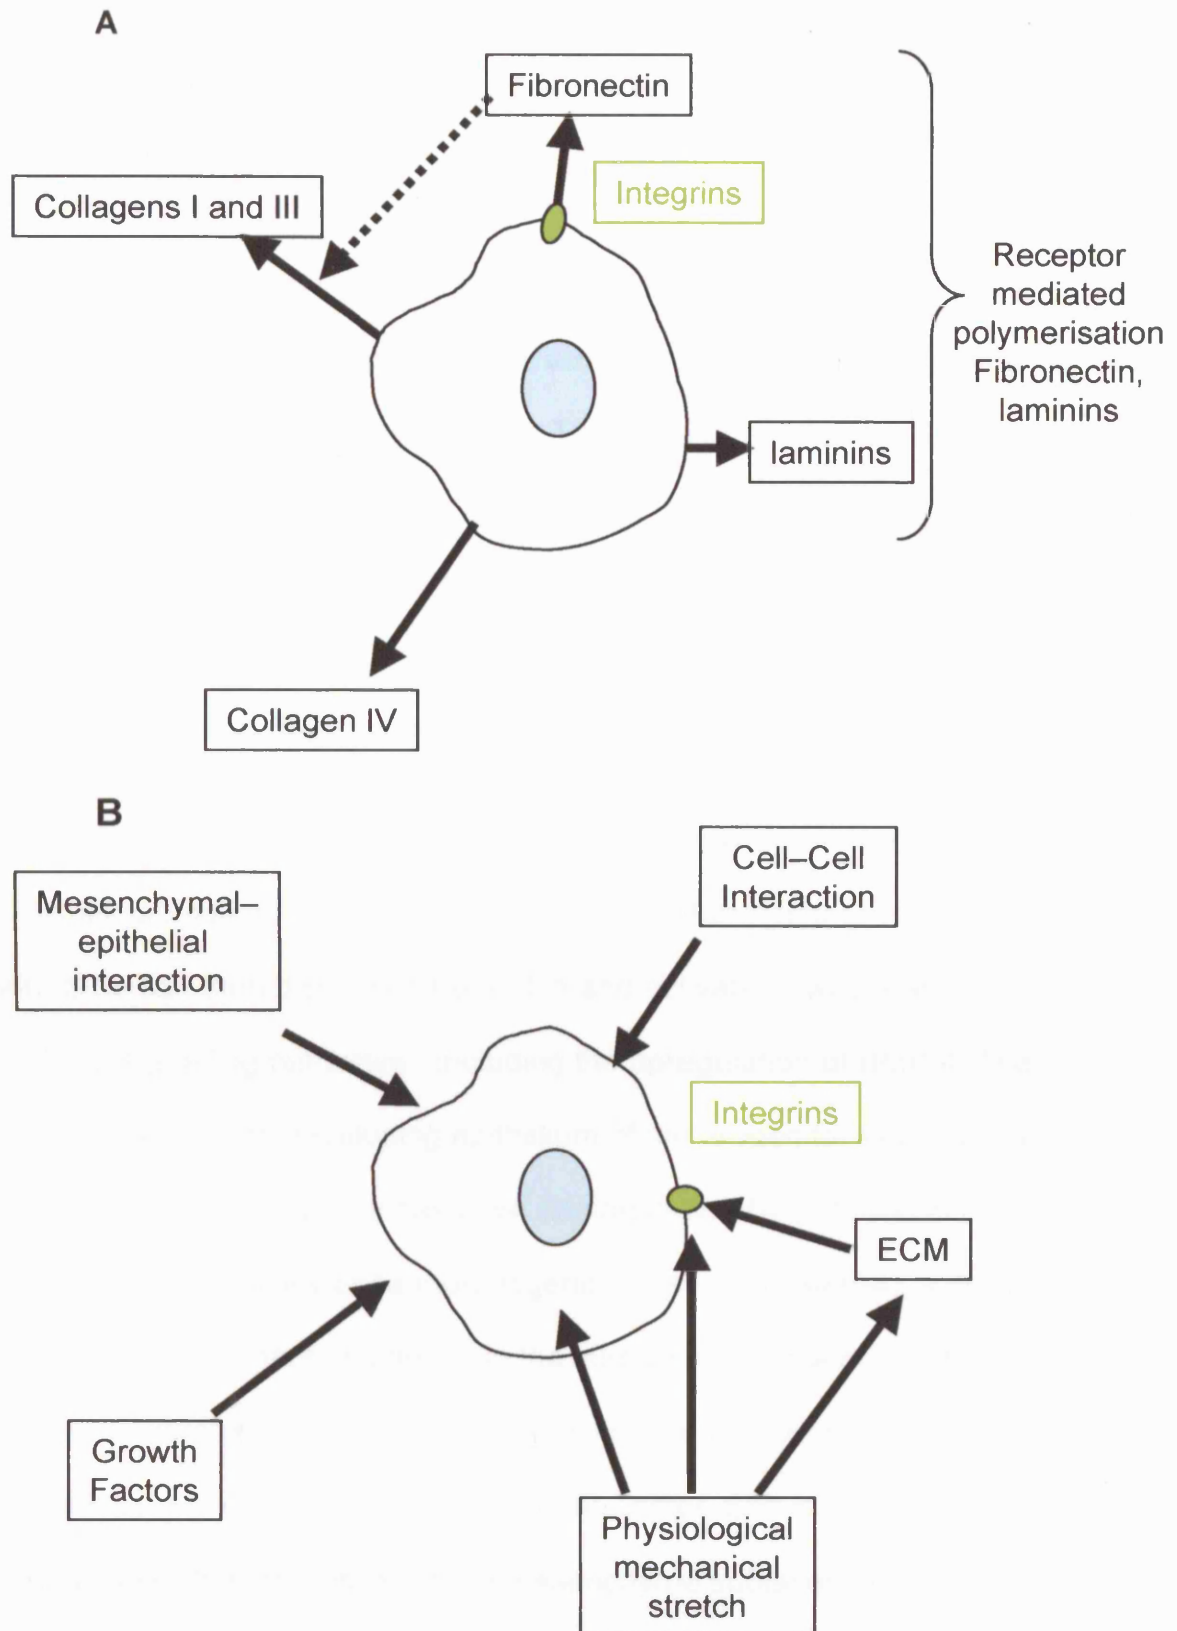 A
Fibronectin
Integrins
Collagens I and III
Receptor
mediated
polymerisation
Fibronectin,
laminins
laminins
Collagen IV
B
Cell–Cell
Interaction
Mesenchymal–
epithelial
interaction
Integrins
ECM
Growth
Factors
Physiological
mechanical
stretch